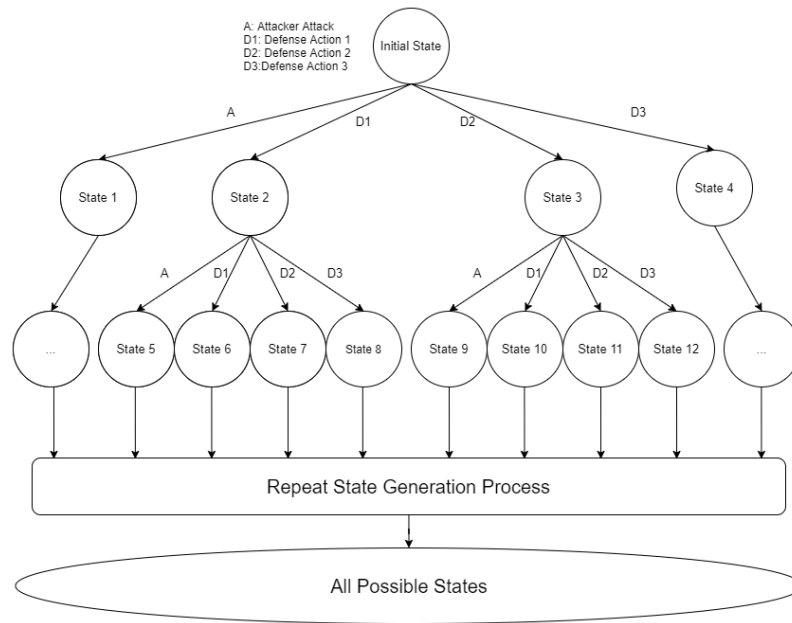 A: Attacker Attack
D1: Defense Action 1
D2: Defense Action 2
D3:Defense Action 3
Initial State
A
D1
D2
D3
State 1
State 2
State 3
State 4
A
D1
D2
D3
A
D1
D2
D3
...
State 5
State 6
State 7
State 8
State 9
State 10
State 11
State 12
...
Repeat State Generation Process
All Possible States